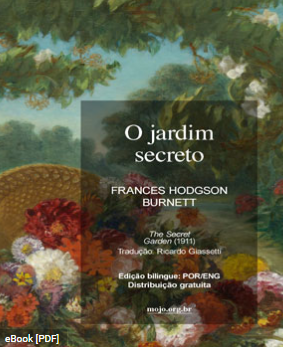 O jardim
secreto
FRANCES HODGSON
BURNETT
The Secret
Garden (1911)
Tradução: Ricardo Giassetti
Edição bilíngue: POR/ENG
Distribuição gratuita
mojo.org.br
eBook [PDF]